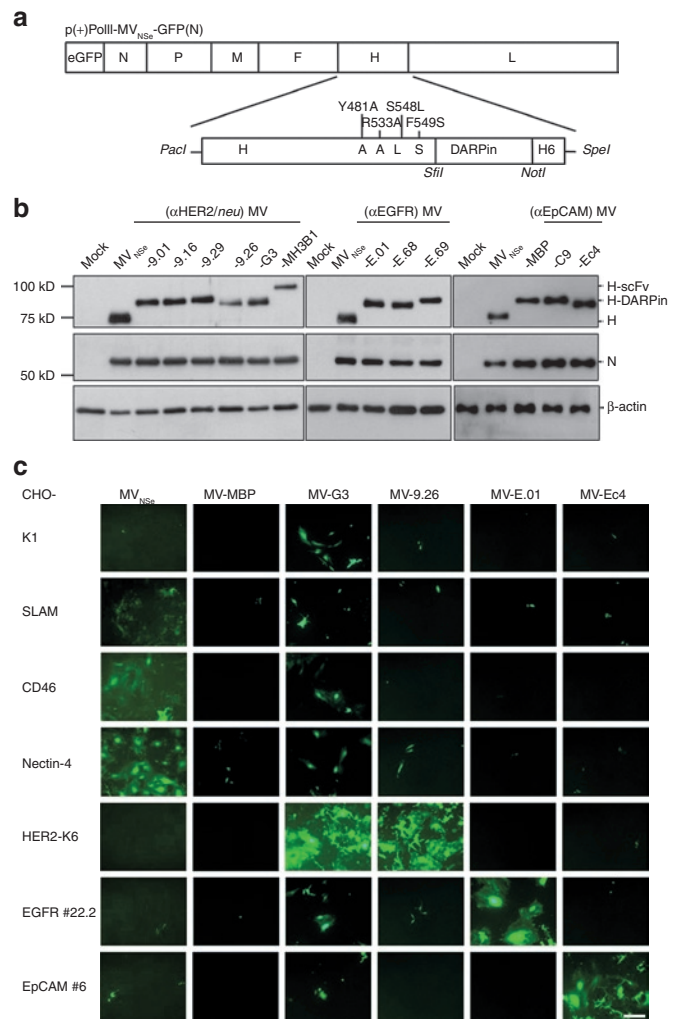 a
p(+)PolII-MVNSe-GFP(N)
eGFP N P M F H L
Y481A S548L
R533A F549S
PacI H A A L S DARPin H6 SpeI
SfiI NotI
b
(αHER2/neu) MV (αEGFR) MV (αEpCAM) MV
Mock MVNSe -9.01 -9.16 -9.29 -9.26 -G3 -MH3B1 Mock MVNSe -E.01 -E.68 -E.69 Mock MVNSe -MBP -C9 -Ec4
100 kD H-scFv
H-DARPin
75 kD H
N
50 kD
β-actin
c
CHO- MVNSe MV-MBP MV-G3 MV-9.26 MV-E.01 MV-Ec4
K1
SLAM
CD46
Nectin-4
HER2-K6
EGFR #22.2
EpCAM #6